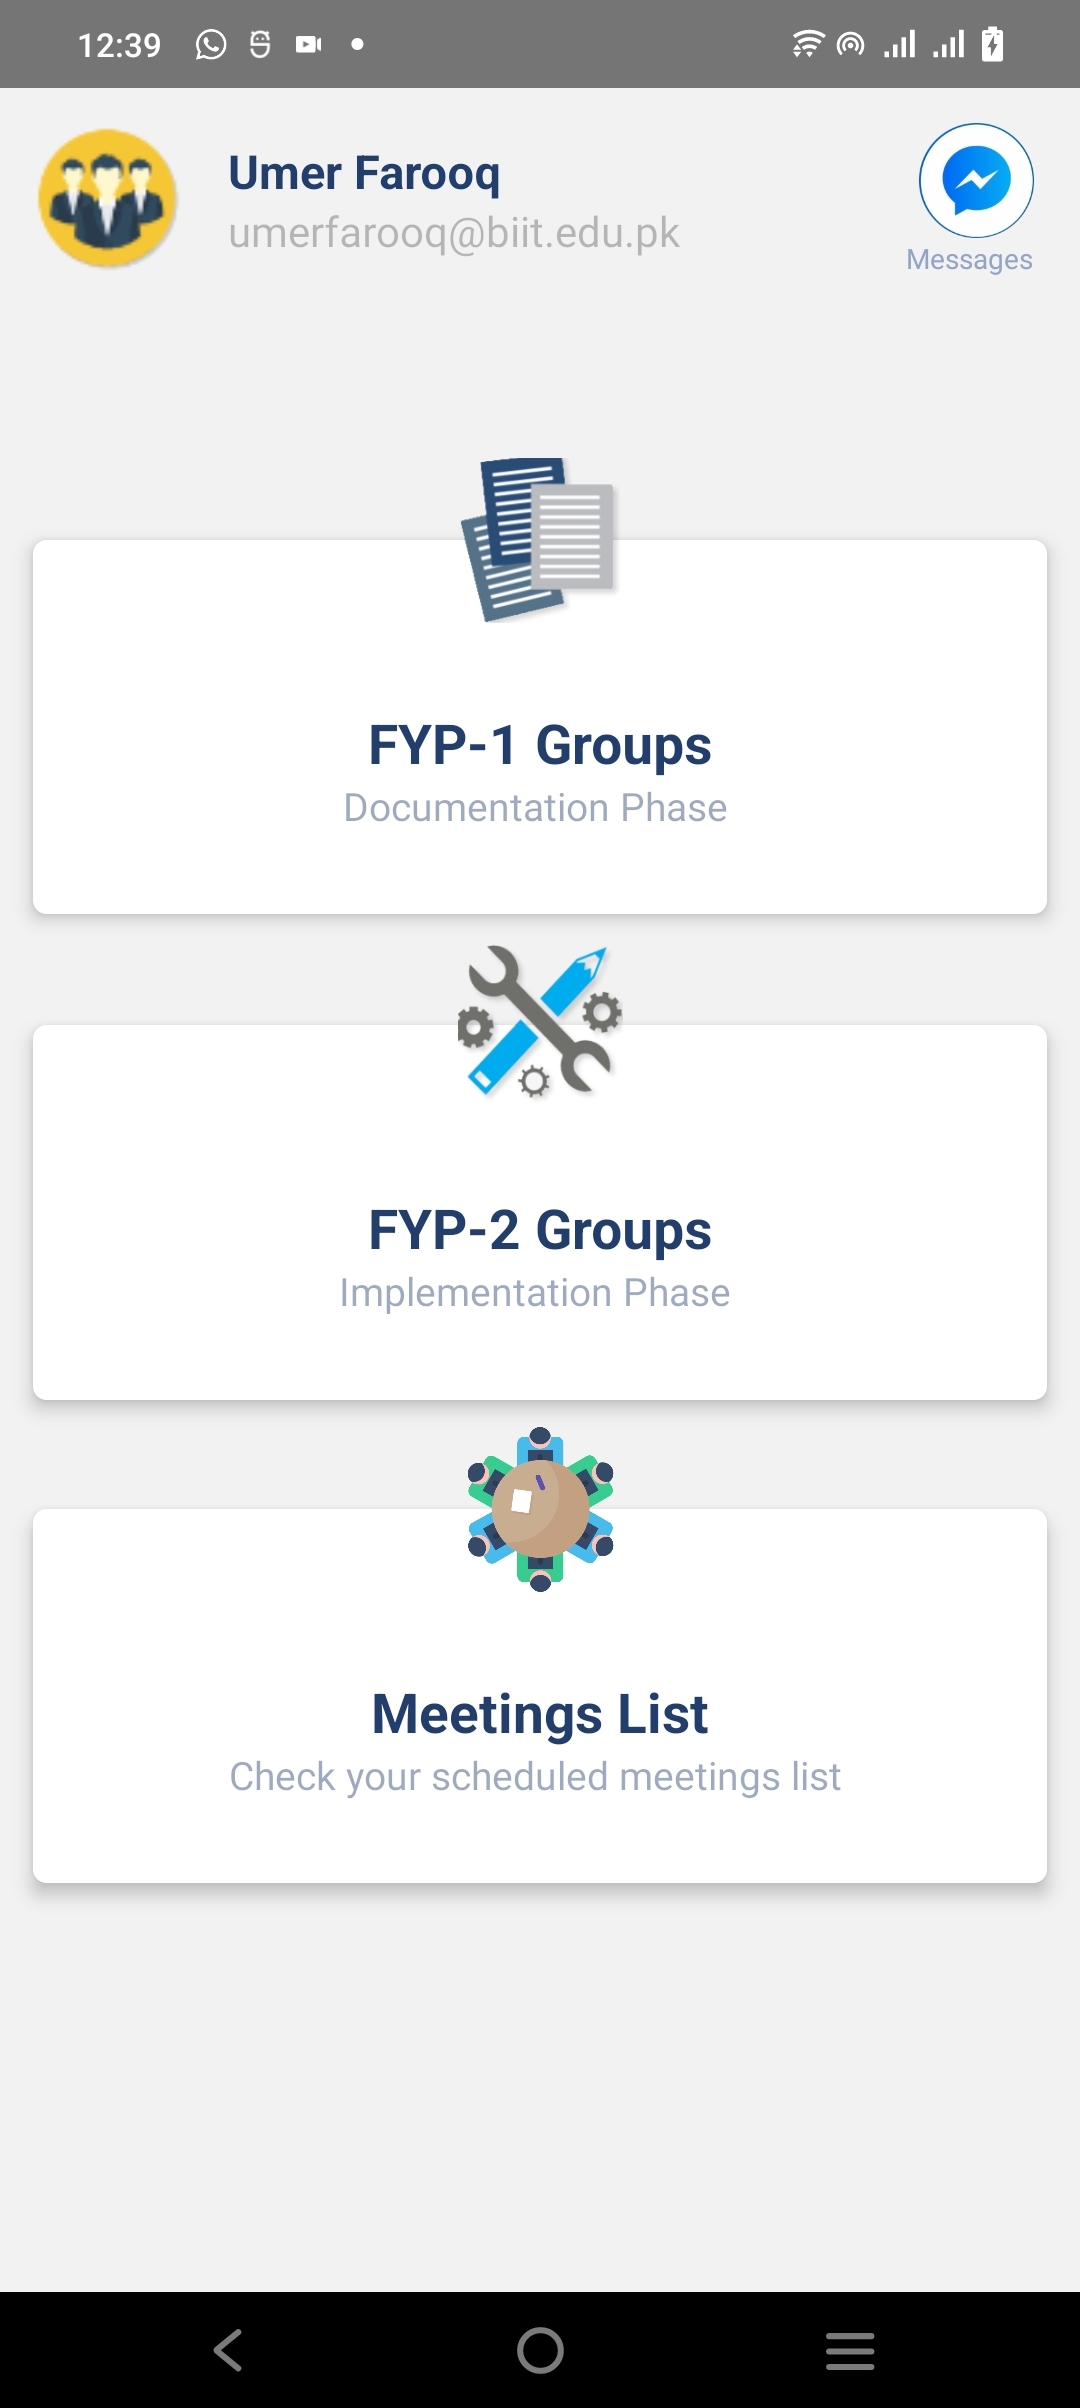 12:39
Umer Farooq
umerfarooq@biit.edu.pk
Messages
FYP-1 Groups
Documentation Phase
FYP-2 Groups
Implementation Phase
Meetings List
Check your scheduled meetings list